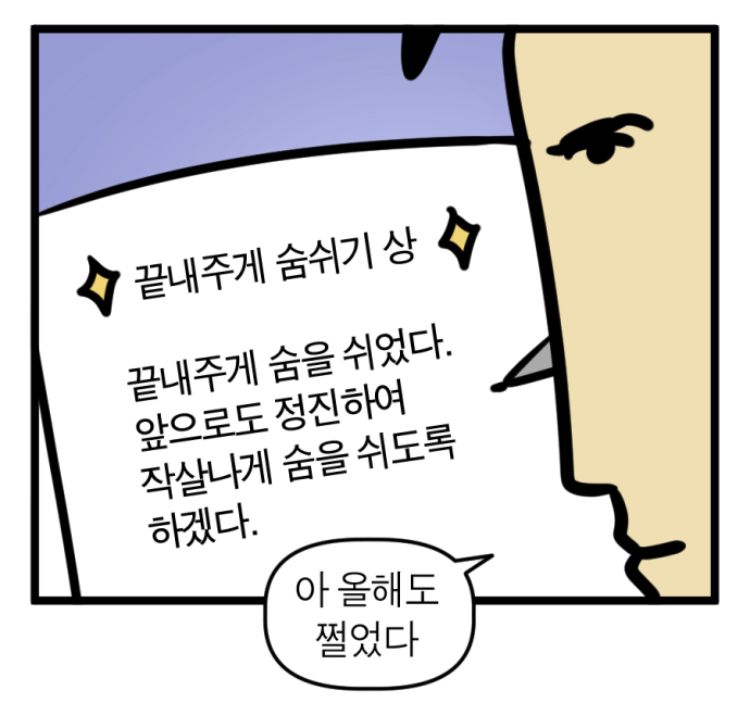 끝내주게 숨쉬기 상
끝내주게 숨을 쉬었다.
앞으로도 정진하여
작살나게 숨을 쉬도록
하겠다.
아 올해도
쩔었다